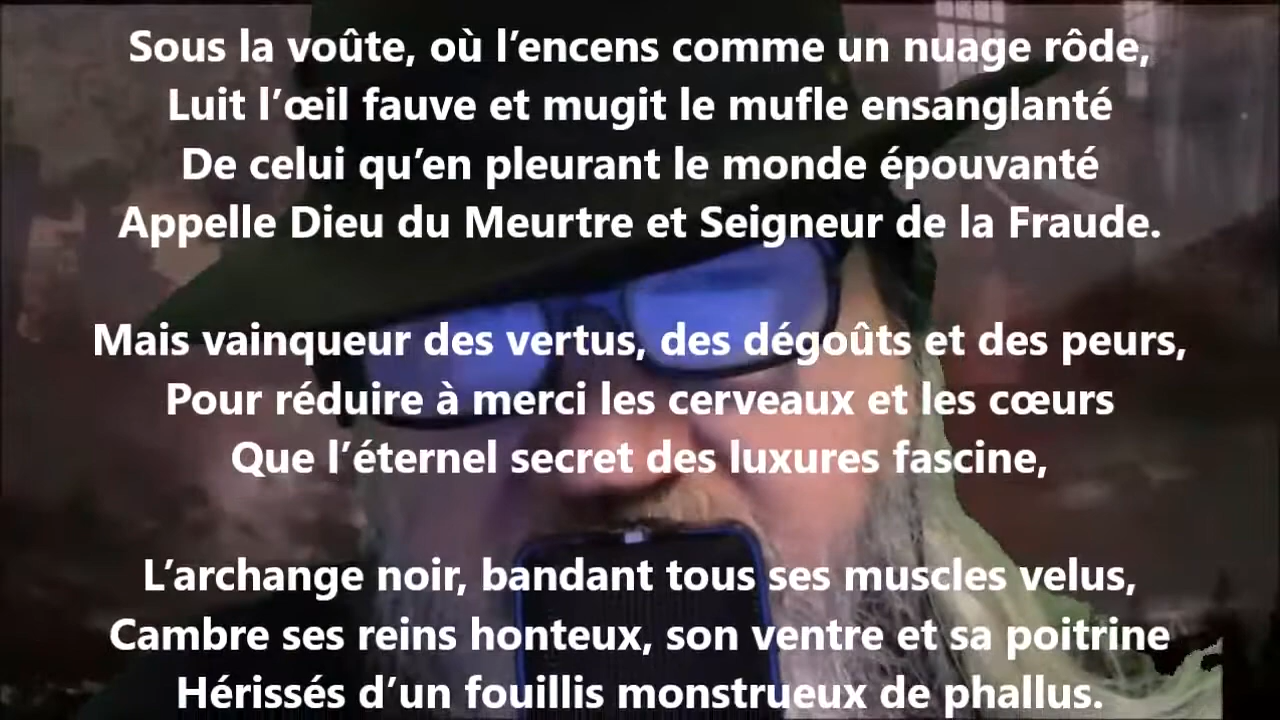 Sous la voûte, où l’encens comme un nuage rôde,
Luit l’œil fauve et mugit le mufle ensanglanté
De celui qu’en pleurant le monde épouvanté
Appelle Dieu du Meurtre et Seigneur de la Fraude.
Mais vainqueur des vertus, des dégoûts et des peurs,
Pour réduire à merci les cerveaux et les cœurs
Que l’éternel secret des luxures fascine,
L’archange noir, bandant tous ses muscles velus,
Cambre ses reins honteux, son ventre et sa poitrine
Hérissés d’un fouillis monstrueux de phallus.